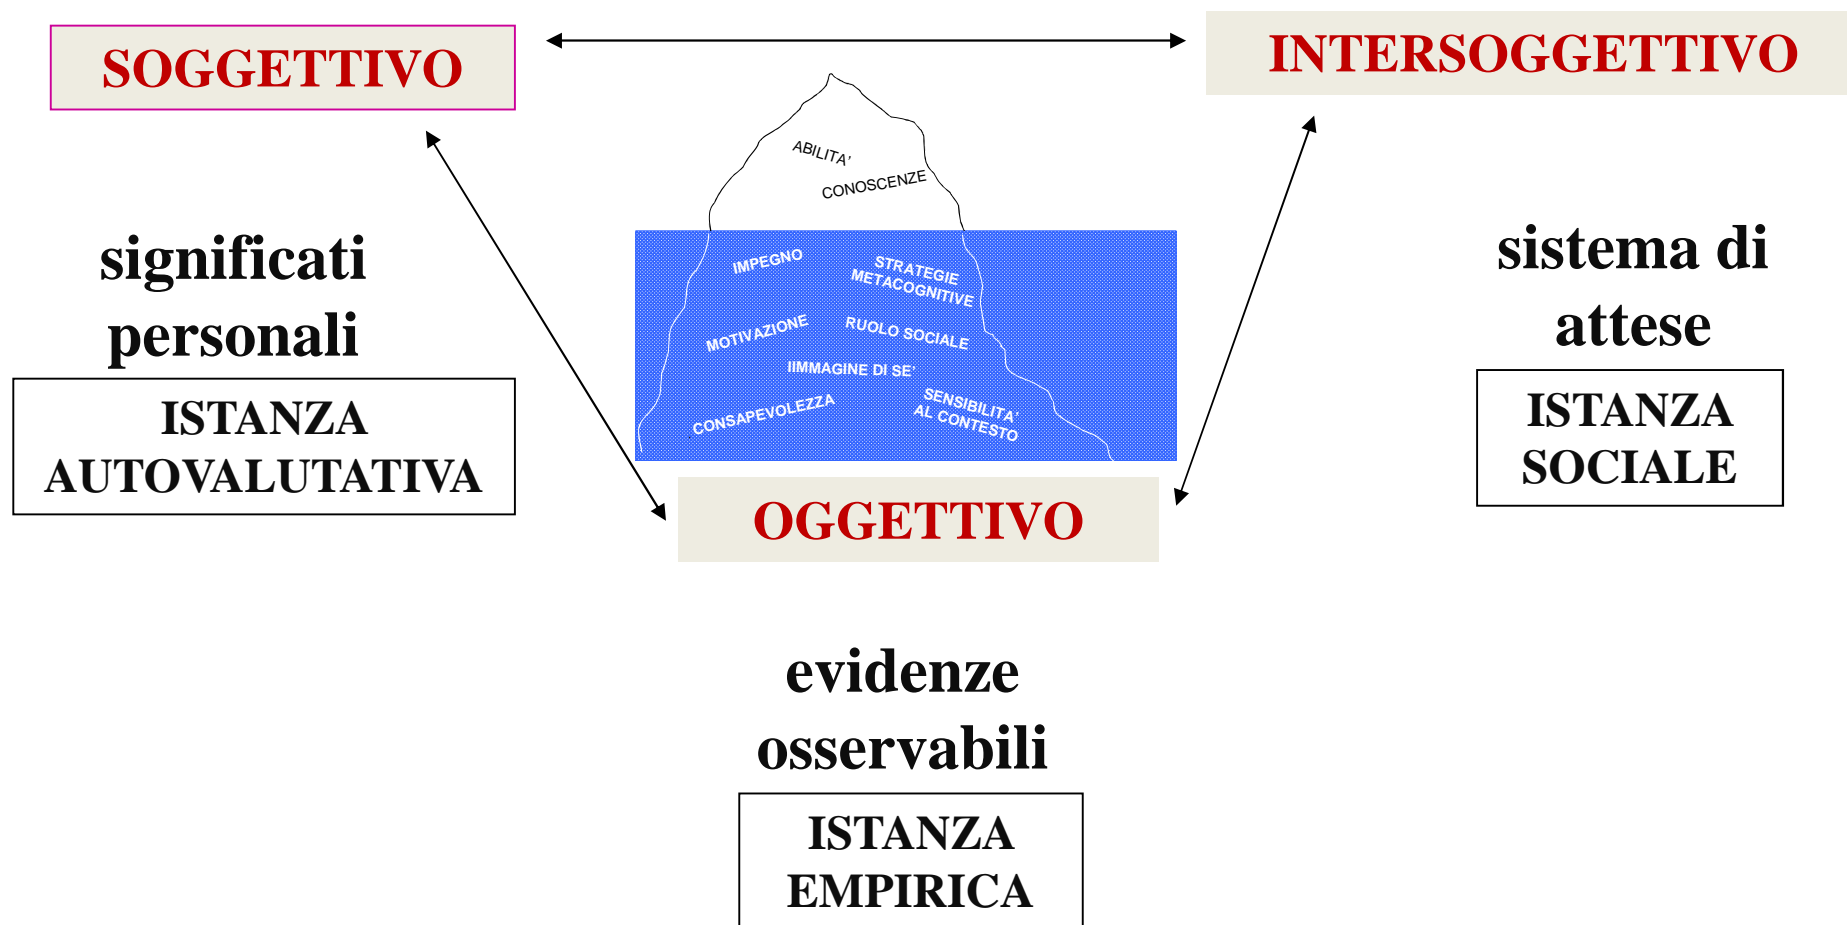 SOGGETTIVO
INTERSOGGETTIVO
ABILITA'
CONOSCENZE
significati
personali
ISTANZA
AUTOVALUTATIVA
IMPEGNO
STRATEGIE
METACOGNITIVE
MOTIVAZIONE
RUOLO SOCIALE
IIMMAGINE DI SE'
CONSAPEVOLEZZA
SENSIBILITA'
AL CONTESTO
sistema di
attese
ISTANZA
SOCIALE
OGGETTIVO
evidenze
osservabili
ISTANZA
EMPIRICA